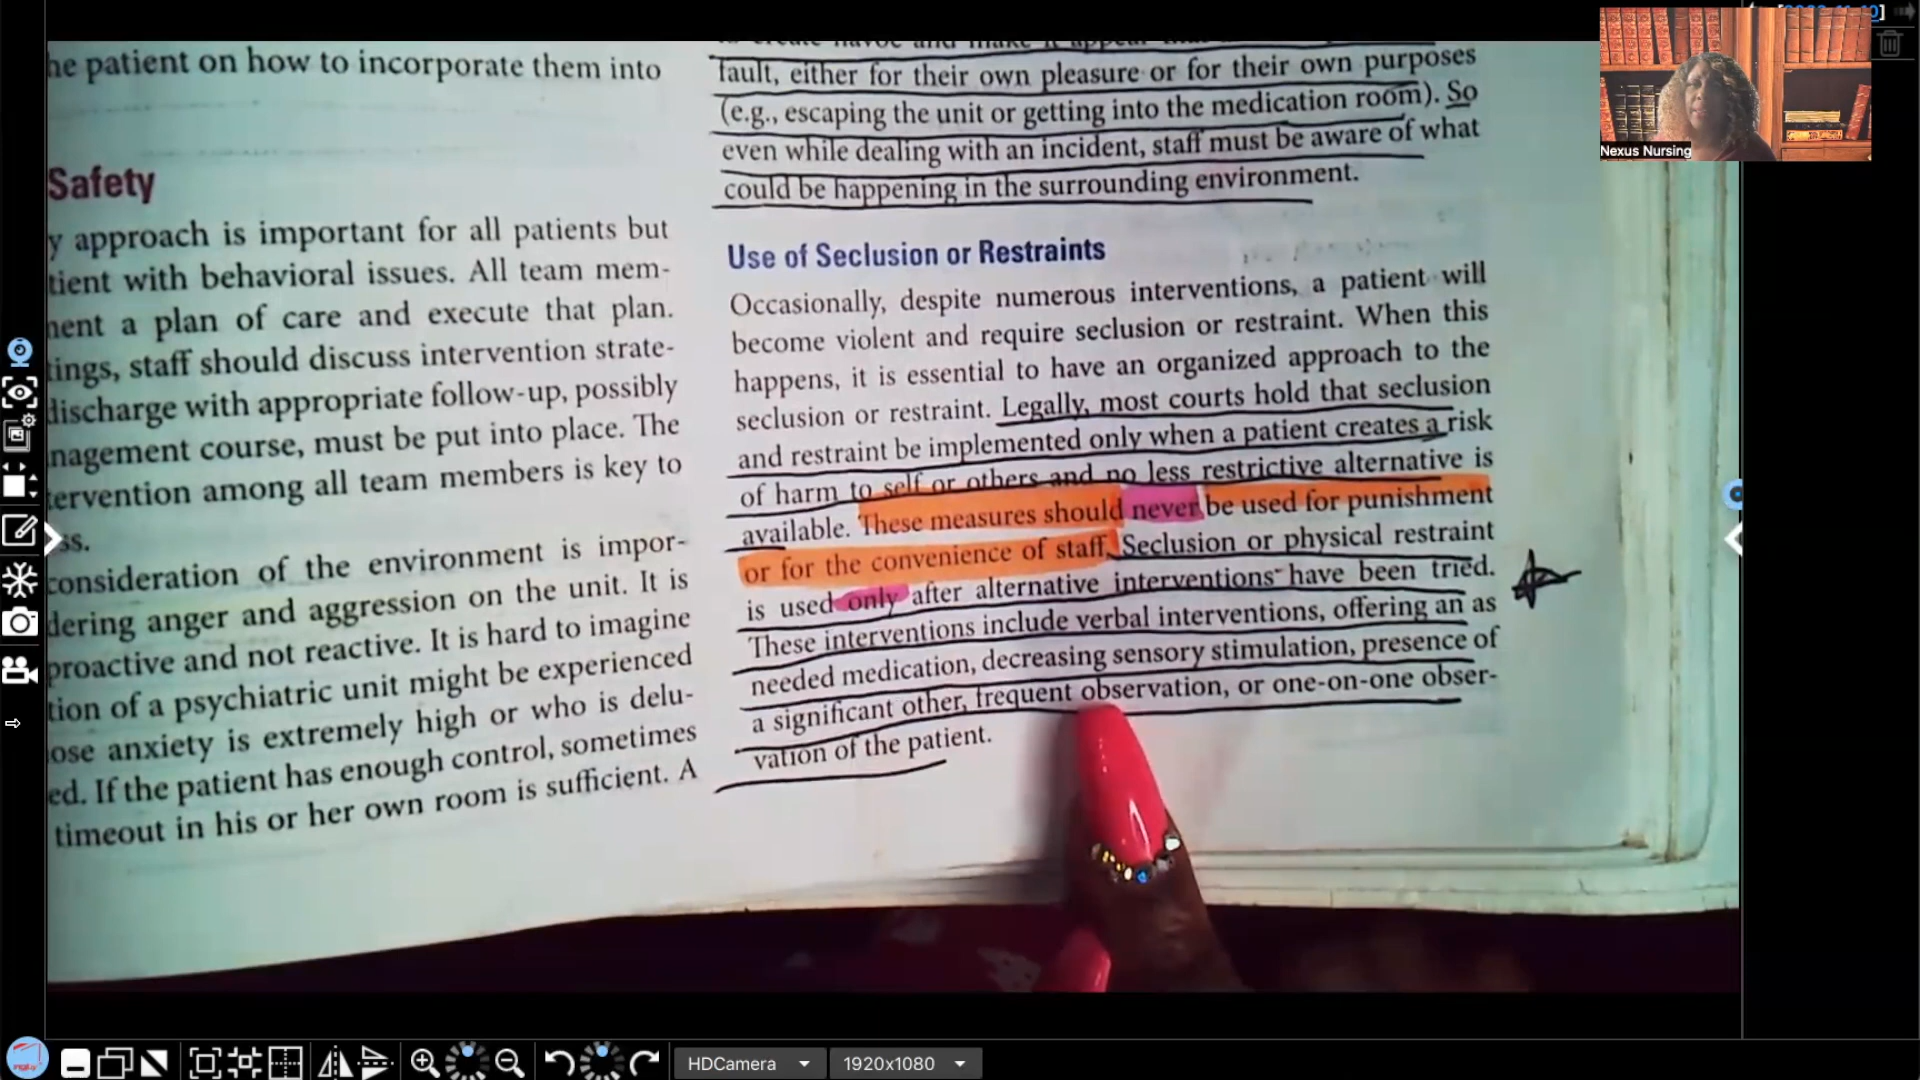 he patient on how to incorporate them into
Safety
y approach is important for all patients but
tient with behavioral issues. All team mem-
nent a plan of care and execute that plan.
tings, staff should discuss intervention strate-
discharge with appropriate follow-up, possibly
nagement course, must be put into place. The
tervention among all team members is key to
ss.
consideration of the environment is impor-
dering anger and aggression on the unit. It is
proactive and not reactive. It is hard to imagine
tion of a psychiatric unit might be experienced
ose anxiety is extremely high or who is delu-
ed. If the patient has enough control, sometimes
timeout in his or her own room is sufficient. A
fault, either for their own pleasure or for their own purposes
(e.g., escaping the unit or getting into the medication room). So
even while dealing with an incident, staff must be aware of what
could be happening in the surrounding environment.
Use of Seclusion or Restraints
Occasionally, despite numerous interventions, a patient will
become violent and require seclusion or restraint. When this
happens, it is essential to have an organized approach to the
seclusion or restraint. Legally, most courts hold that seclusion
and restraint be implemented only when a patient creates a risk
of harm to self or others and no less restrictive alternative is
available. These measures should never be used for punishment
or for the convenience of staff. Seclusion or physical restraint
is used only after alternative interventions have been tried.
These interventions include verbal interventions, offering an as
needed medication, decreasing sensory stimulation, presence of
a significant other, frequent observation, or one-on-one obser-
vation of the patient.
Nexus Nursing
HDCamera
1920x1080